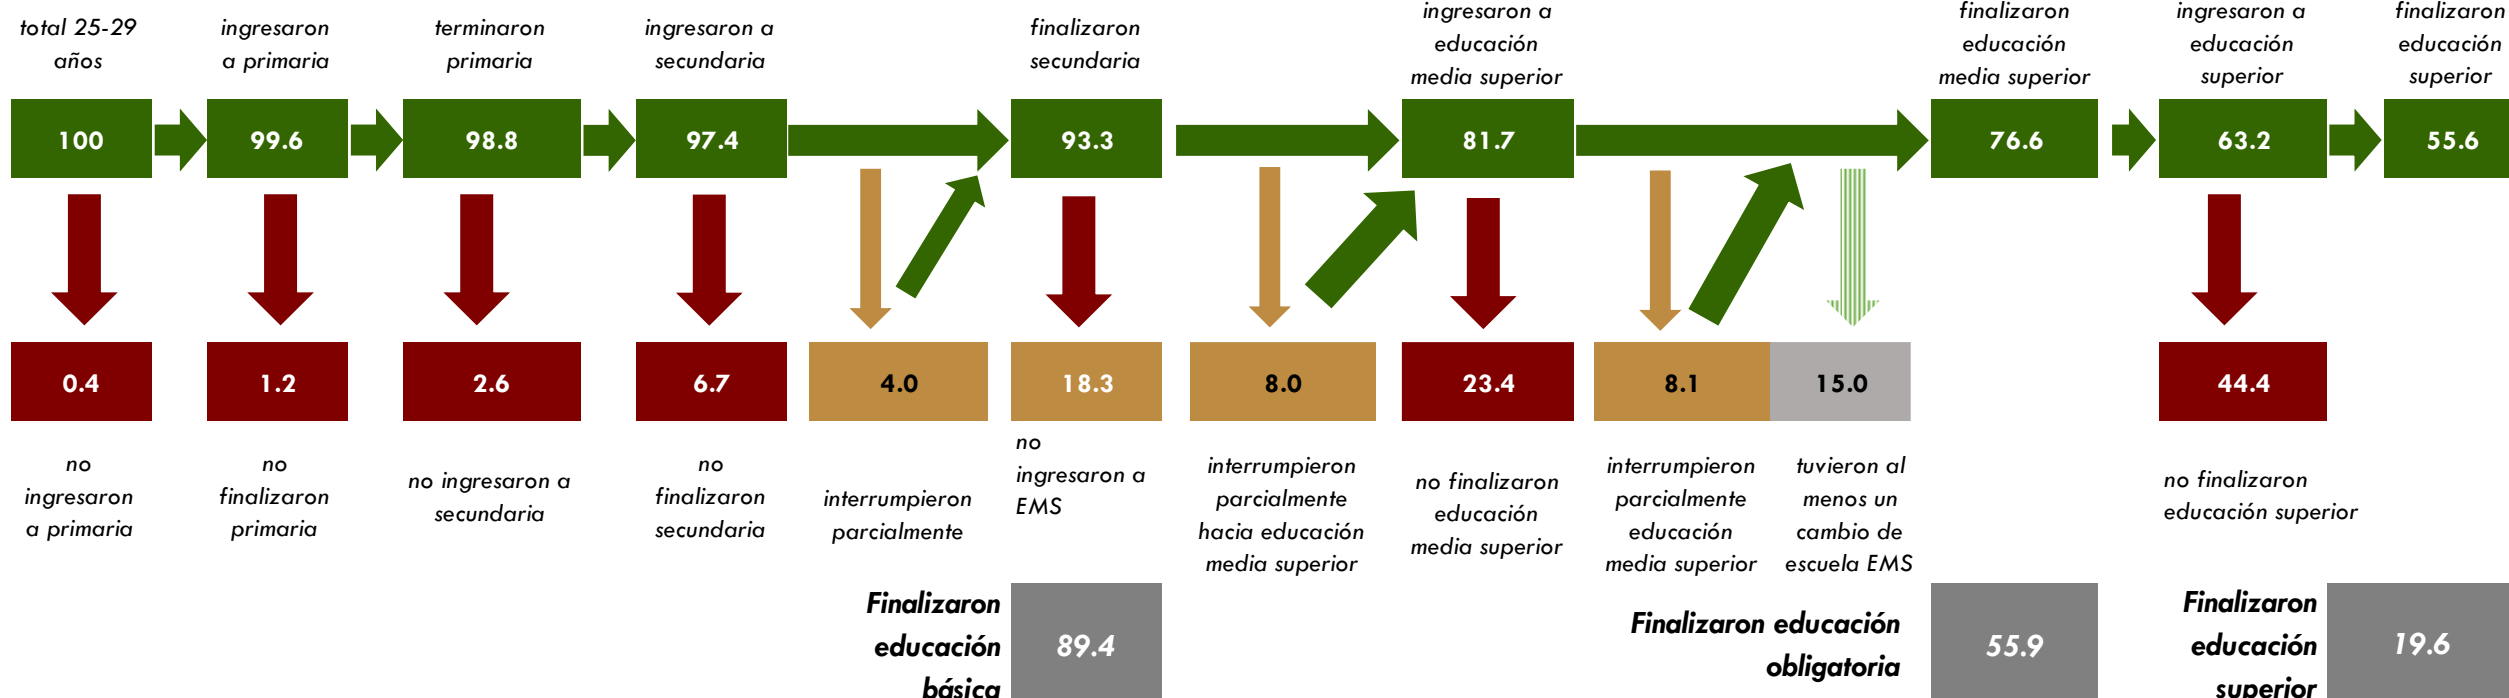 total 25-29
años
ingresaron
a primaria
terminaron
primaria
ingresaron a
secundaria
finalizaron
secundaria
ingresaron a
educación
media superior
finalizaron
educación
media superior
ingresaron a
educación
superior
finalizaron
educación
superior
100
99.6
98.8
97.4
93.3
81.7
76.6
63.2
55.6
0.4
1.2
2.6
6.7
4.0
18.3
8.0
23.4
8.1
15.0
44.4
no
ingresaron
a primaria
no
finalizaron
primaria
no ingresaron a
secundaria
no
finalizaron
secundaria
interrumpieron
parcialmente
no
ingresaron a
EMS
interrumpieron
parcialmente
hacia educación
media superior
no finalizaron
educación
media superior
interrumpieron
parcialmente
educación
media superior
tuvieron al
menos un
cambio de
escuela EMS
no finalizaron
educación superior
Finalizaron
educación
básica
89.4
Finalizaron educación
obligatoria
55.9
Finalizaron
educación
superior
19.6